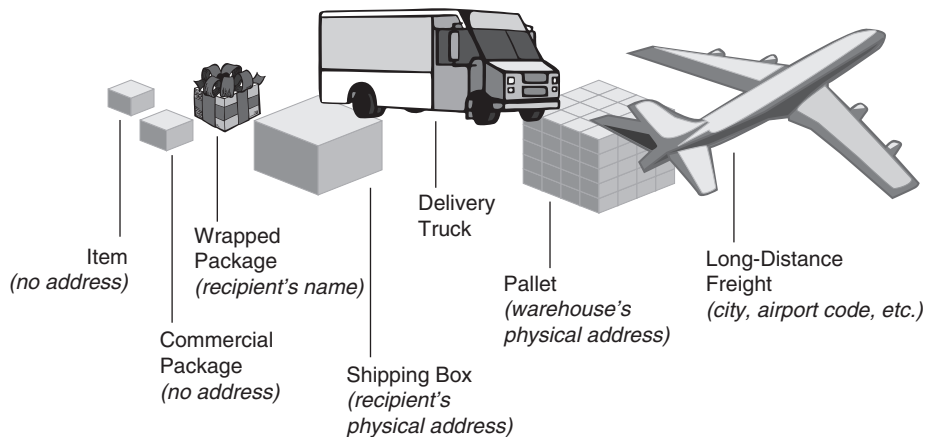 Item
(no address)
Commercial
Package
(no address)
Wrapped
Package
(recipient's name)
Shipping Box
(recipient's
physical address)
Delivery
Truck
Pallet
(warehouse's
physical address)
Long-Distance
Freight
(city, airport code, etc.)